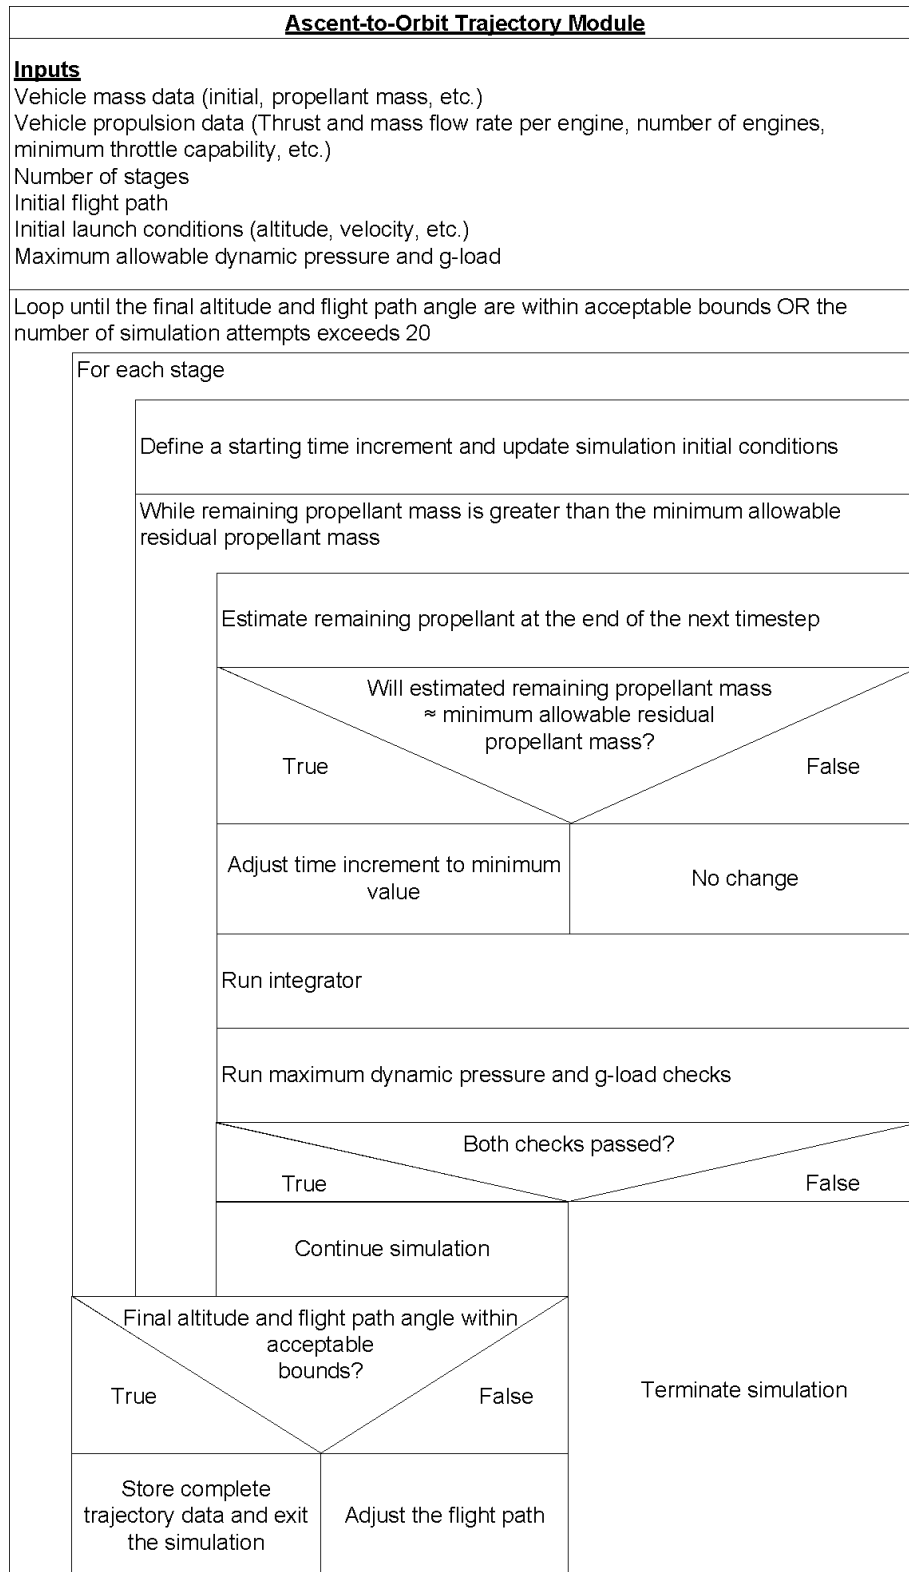 Ascent-to-Orbit Trajectory Module
Inputs
Vehicle mass data (initial, propellant mass, etc.)
Vehicle propulsion data (Thrust and mass flow rate per engine, number of engines,
minimum throttle capability, etc.)
Number of stages
Initial flight path
Initial launch conditions (altitude, velocity, etc.)
Maximum allowable dynamic pressure and g-load
Loop until the final altitude and flight path angle are within acceptable bounds OR the
number of simulation attempts exceeds 20
For each stage
Define a starting time increment and update simulation initial conditions
While remaining propellant mass is greater than the minimum allowable
residual propellant mass
Estimate remaining propellant at the end of the next timestep
Will estimated remaining propellant mass
≈ minimum allowable residual
propellant mass?
True
False
Adjust time increment to minimum
value
No change
Run integrator
Run maximum dynamic pressure and g-load checks
Both checks passed?
True
False
Continue simulation
Final altitude and flight path angle within
acceptable
bounds?
True
False
Terminate simulation
Store complete
trajectory data and exit
the simulation
Adjust the flight path